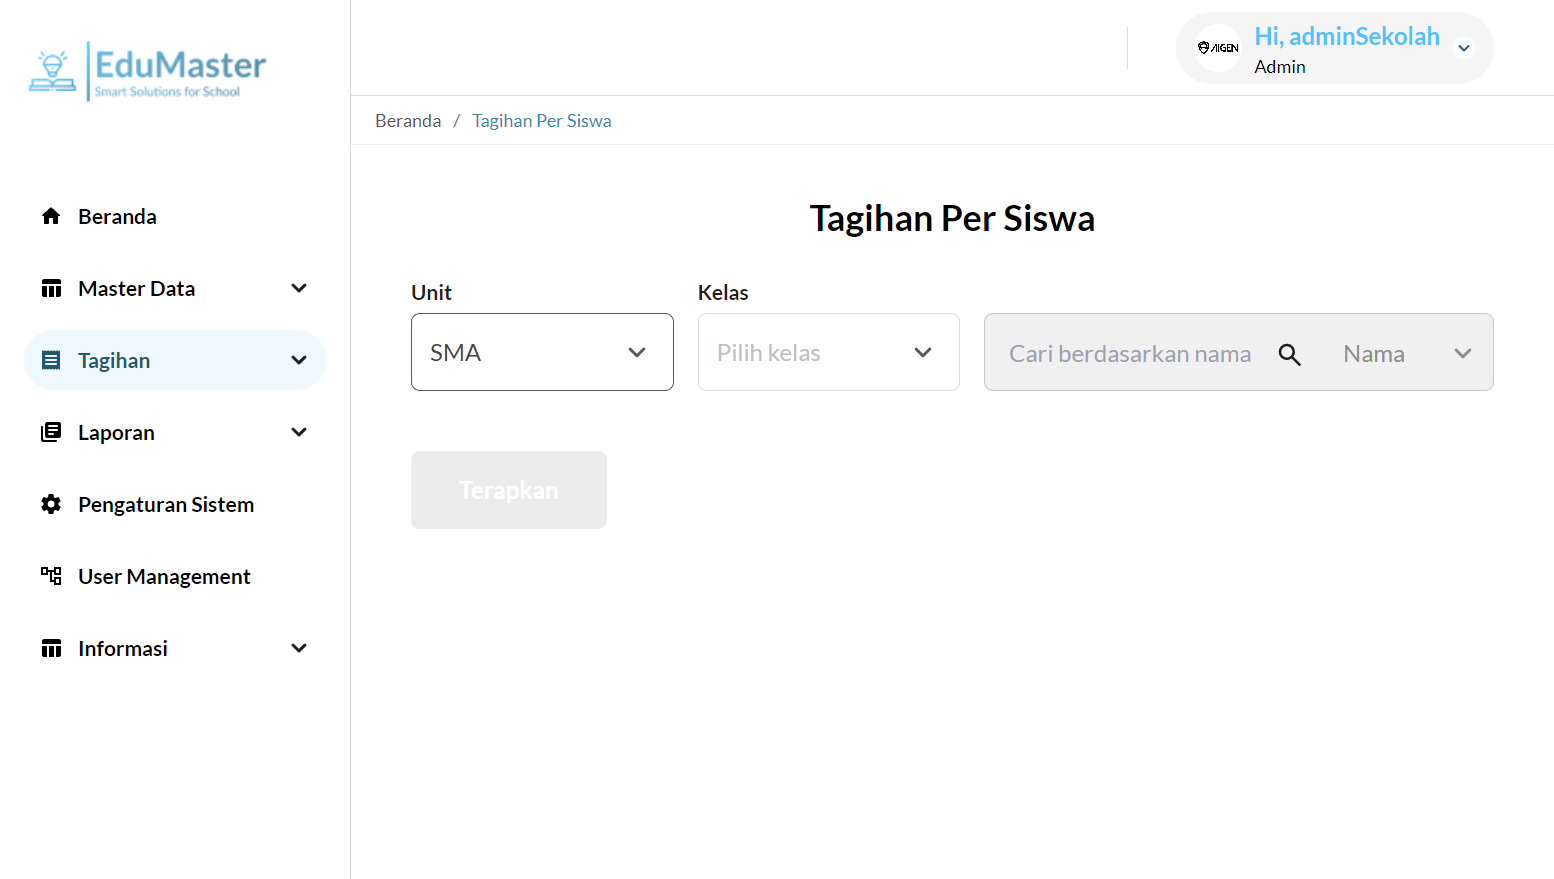 EduMaster
Smart Solutions for School
AIGEN
Hi, adminSekolah
Admin
Beranda / Tagihan Per Siswa
Beranda
Master Data
Tagihan
Laporan
Pengaturan Sistem
User Management
Informasi
Tagihan Per Siswa
Unit
Kelas
SMA
Pilih kelas
Cari berdasarkan nama
Nama
Terapkan